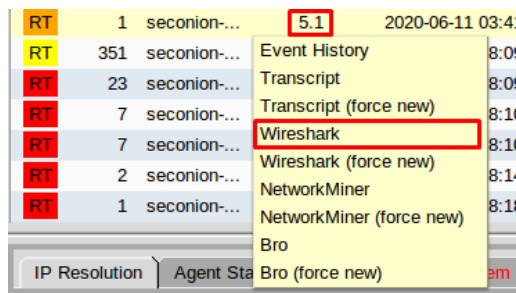 RT 1 seconion-... 5.1 2020-06-11 03:41
RT 351 seconion-... 8:09
RT 23 seconion-... 8:09
RT 7 seconion-... 8:10
RT 7 seconion-... 8:10
RT 2 seconion-... 8:14
RT 1 seconion-... 8:18
Event History
Transcript
Transcript (force new)
Wireshark
Wireshark (force new)
NetworkMiner
NetworkMiner (force new)
Bro
Bro (force new)
IP Resolution Agent Sta em